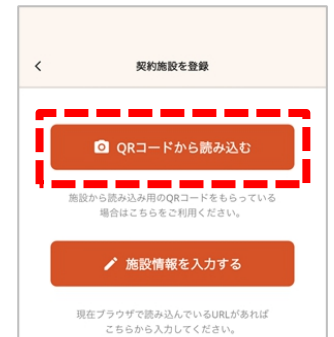 契約施設を登録
QRコードから読み込む
施設から読み込み用のQRコードをもらっている
場合はこちらをご利用ください。
施設情報を入力する
現在ブラウザで読み込んでいるURLがあれば
こちらから入力してください。